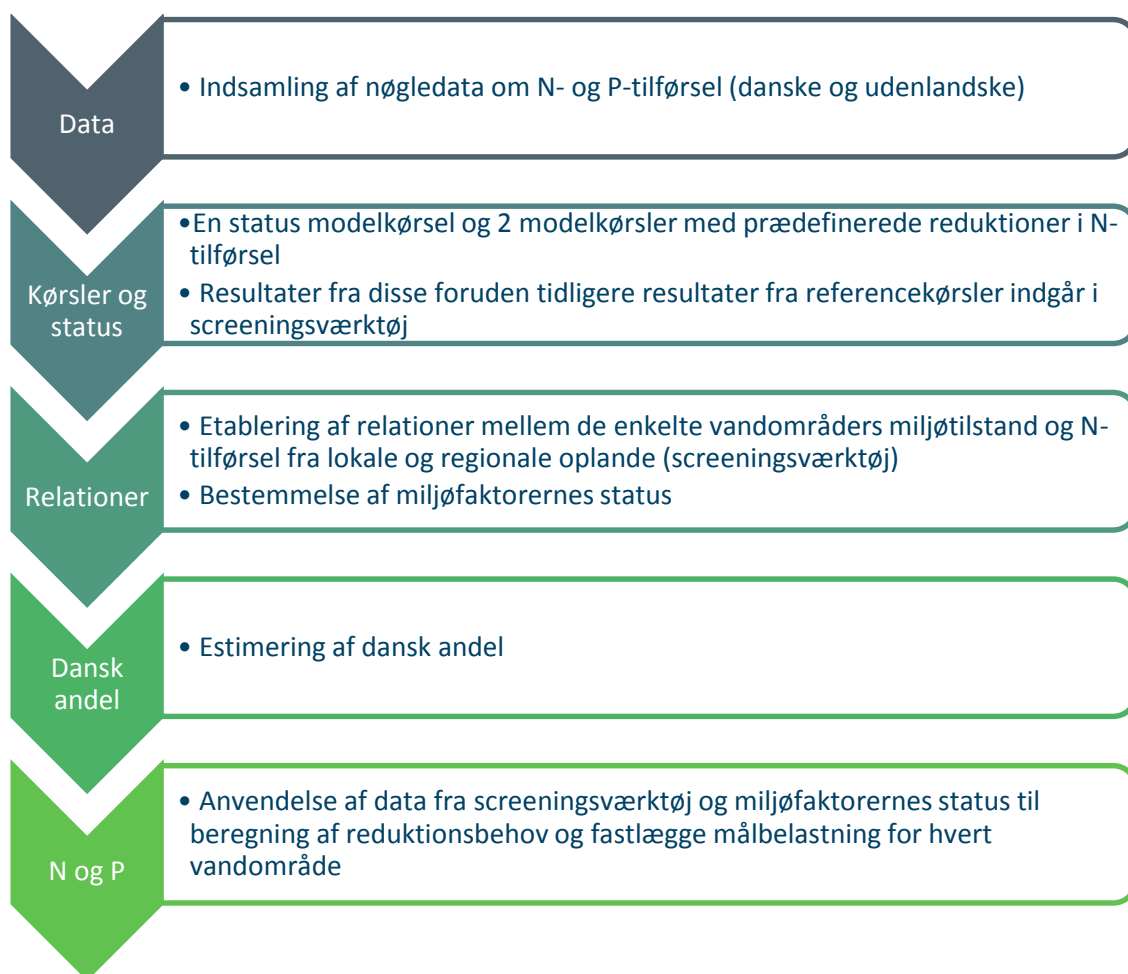 Data
• Indsamling af nøgledata om N- og P-tilførsel (danske og udenlandske)
Kørsler og
status
•En status modelkørsel og 2 modelkørsler med prædefinerede reduktioner i N-
tilførsel
• Resultater fra disse foruden tidligere resultater fra referencekørsler indgår i
screeningsværktøj
Relationer
• Etablering af relationer mellem de enkelte vandområders miljøtilstand og N-
tilførsel fra lokale og regionale oplande (screeningsværktøj)
• Bestemmelse af miljøfaktorernes status
Dansk
andel
• Estimering af dansk andel
N og P
• Anvendelse af data fra screeningsværktøj og miljøfaktorernes status til
beregning af reduktionsbehov og fastlægge målbelastning for hvert
vandområde